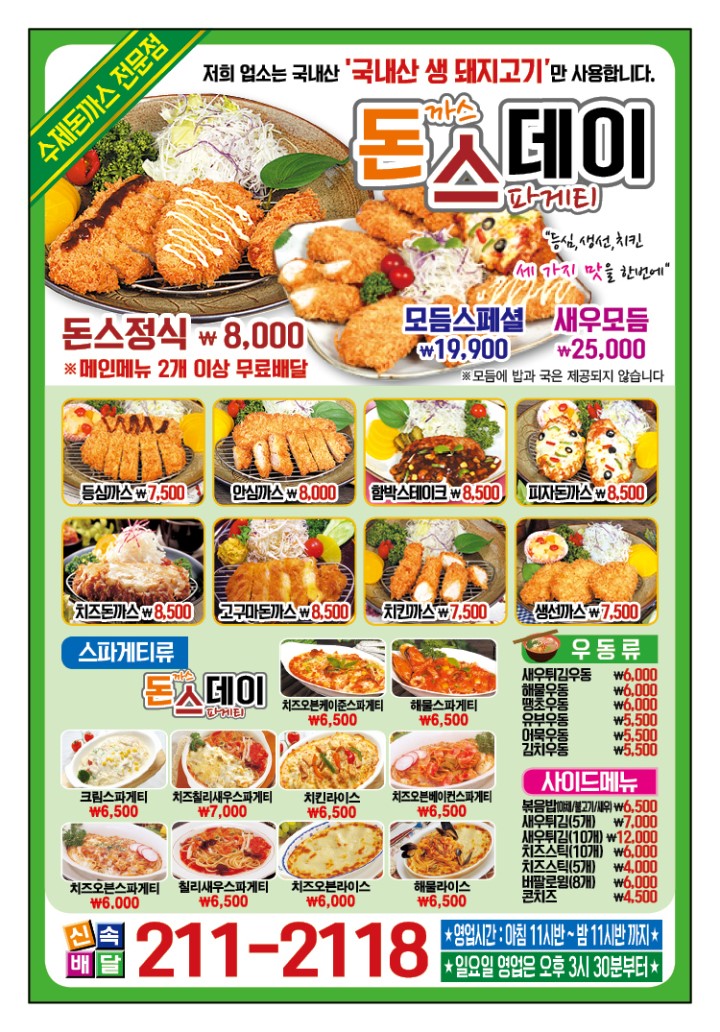 수제돈까스 전문점
저희 업소는 국내산 '국내산 생 돼지고기'만 사용합니다.
돈까스데이
스파게티
"등심,생선,치킨
세 가지 맛을 한번에"
돈스정식 ₩8,000
※메인메뉴 2개 이상 무료배달
모듬스페셜 ₩19,900
새우모듬 ₩25,000
※모듬에 밥과 국은 제공되지 않습니다
등심까스 ₩7,500
안심까스 ₩8,000
함박스테이크 ₩8,500
피자돈까스 ₩8,500
치즈돈까스 ₩8,500
고구마돈까스 ₩8,500
치킨까스 ₩7,500
생선까스 ₩7,500
스파게티류
돈까스데이
스파게티
치즈오븐케이준스파게티
₩6,500
해물스파게티
₩6,500
크림스파게티
₩6,500
치즈칠리새우스파게티
₩7,000
치킨라이스
₩6,500
치즈오븐베이컨스파게티
₩6,500
치즈오븐스파게티
₩6,000
칠리새우스파게티
₩6,500
치즈오븐라이스
₩6,000
해물라이스
₩6,500
우동류
새우튀김우동 ₩6,000
해물우동 ₩6,000
땡초우동 ₩6,000
유부우동 ₩5,500
어묵우동 ₩5,500
김치우동 ₩5,500
사이드메뉴
볶음밥(야채/불고기/새우) ₩6,500
새우튀김(5개) ₩7,000
새우튀김(10개) ₩12,000
치즈스틱(10개) ₩6,000
치즈스틱(5개) ₩4,000
버팔로윙(8개) ₩6,000
콘치즈 ₩4,500
신속배달
211-2118
★영업시간 : 아침 11시반 ~ 밤 11시반 까지★
★일요일 영업은 오후 3시 30분부터★